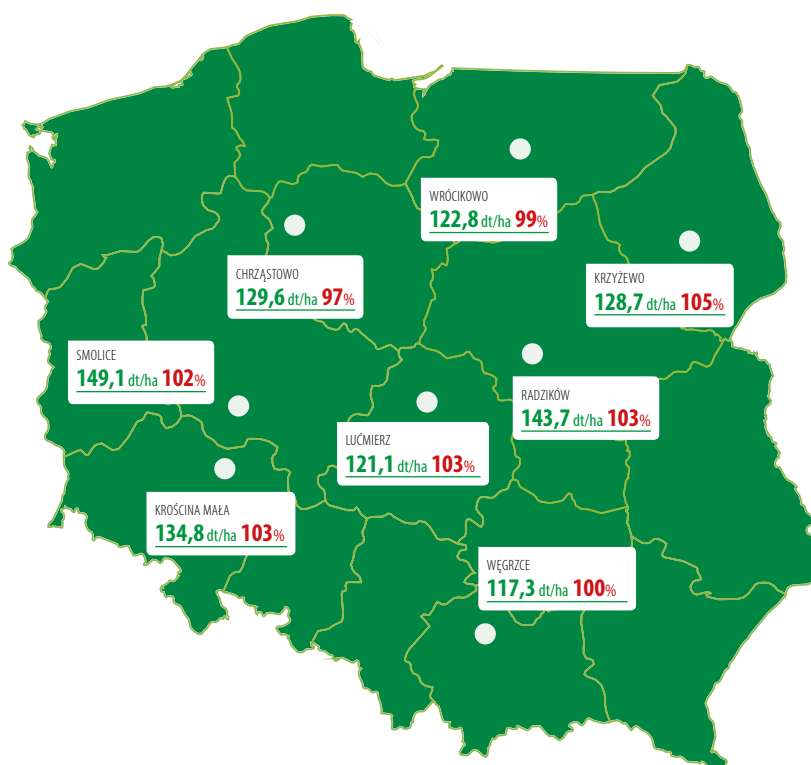 WRÓCIKOWO
122,8 dt/ha 99%
CHRZĄSTOWO
129,6 dt/ha 97%
KRZYŻEWO
128,7 dt/ha 105%
SMOLICE
149,1 dt/ha 102%
RADZIKÓW
143,7 dt/ha 103%
LUĆMIERZ
121,1 dt/ha 103%
KROŚCINA MAŁA
134,8 dt/ha 103%
WĘGRZCE
117,3 dt/ha 100%